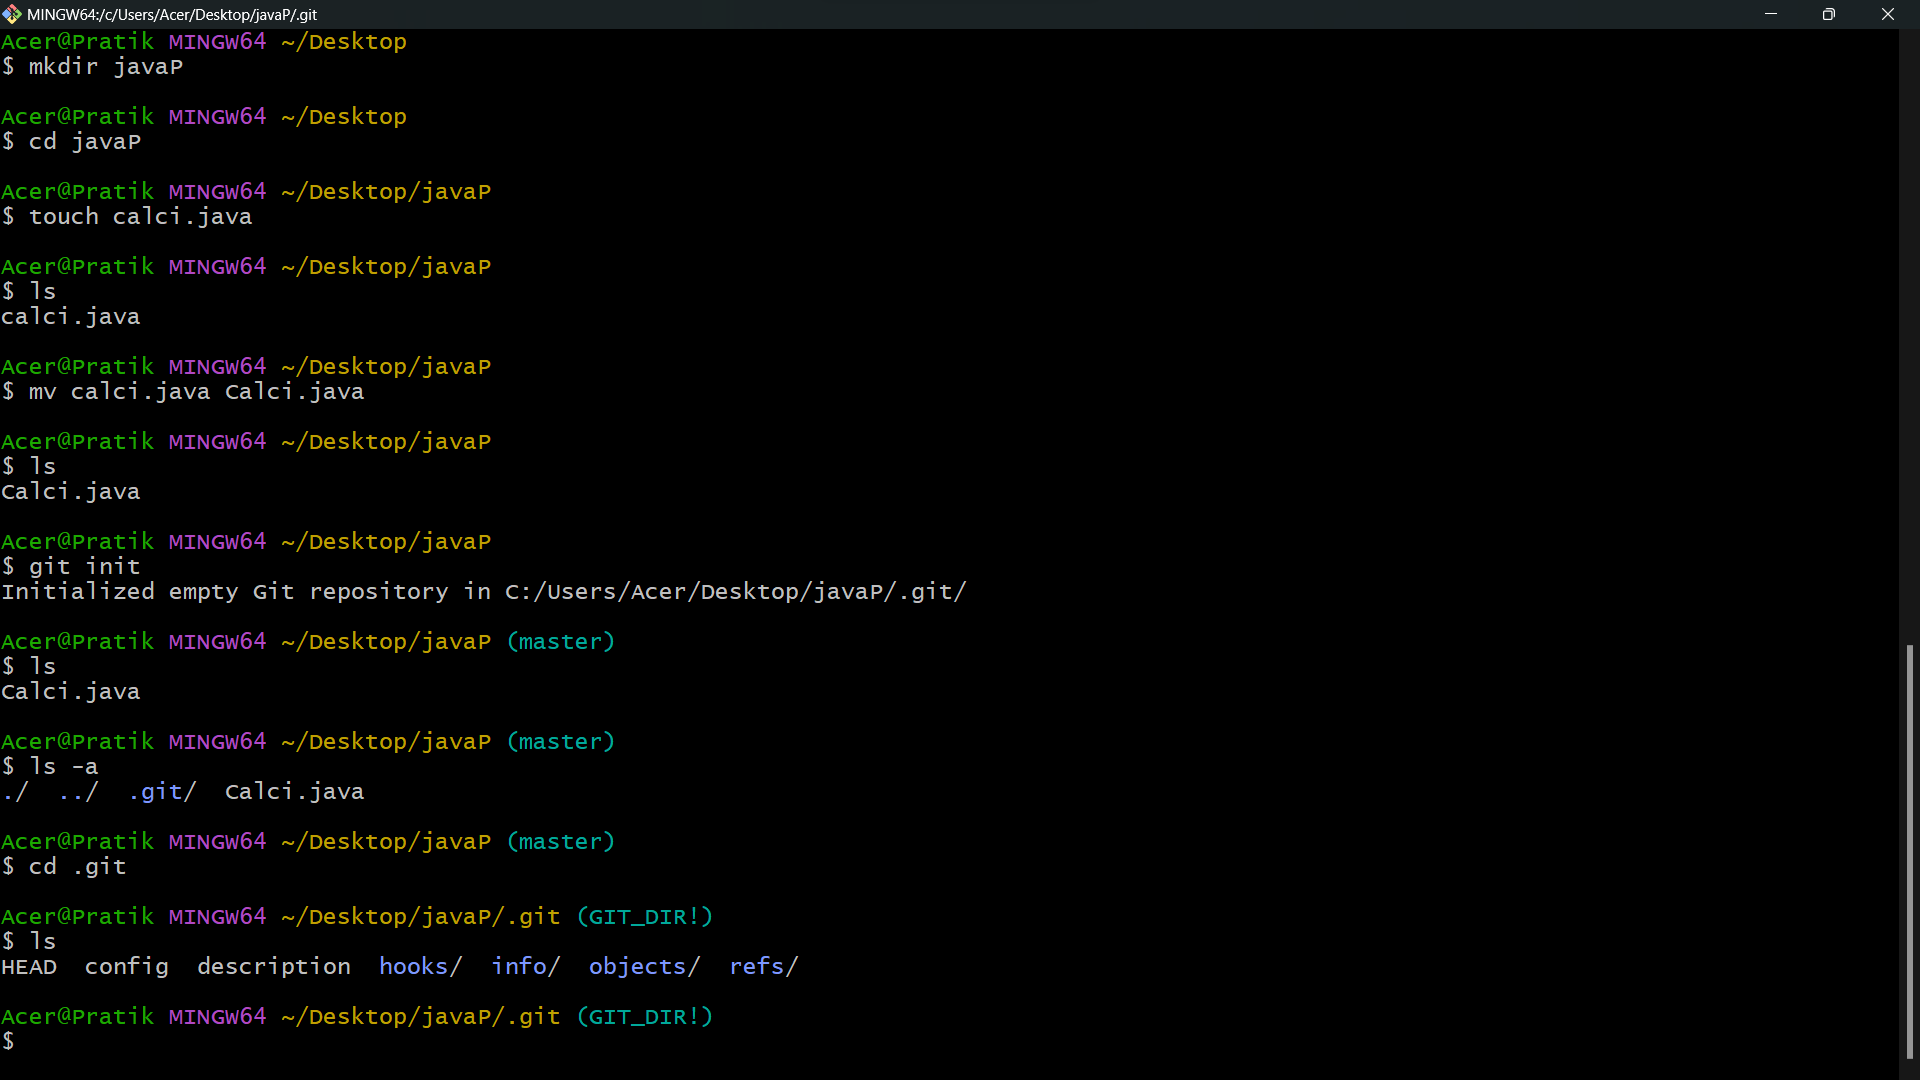 MINGW64:/c/Users/Acer/Desktop/javaP/.git
Acer@Pratik MINGW64 ~/Desktop
$ mkdir javaP
Acer@Pratik MINGW64 ~/Desktop
$ cd javaP
Acer@Pratik MINGW64 ~/Desktop/javaP
$ touch calci.java
Acer@Pratik MINGW64 ~/Desktop/javaP
$ ls
calci.java
Acer@Pratik MINGW64 ~/Desktop/javaP
$ mv calci.java Calci.java
Acer@Pratik MINGW64 ~/Desktop/javaP
$ ls
Calci.java
Acer@Pratik MINGW64 ~/Desktop/javaP
$ git init
Initialized empty Git repository in C:/Users/Acer/Desktop/javaP/.git/
Acer@Pratik MINGW64 ~/Desktop/javaP (master)
$ ls
Calci.java
Acer@Pratik MINGW64 ~/Desktop/javaP (master)
$ ls -a
./  ../  .git/  Calci.java
Acer@Pratik MINGW64 ~/Desktop/javaP (master)
$ cd .git
Acer@Pratik MINGW64 ~/Desktop/javaP/.git (GIT_DIR!)
$ ls
HEAD  config  description  hooks/  info/  objects/  refs/
Acer@Pratik MINGW64 ~/Desktop/javaP/.git (GIT_DIR!)
$